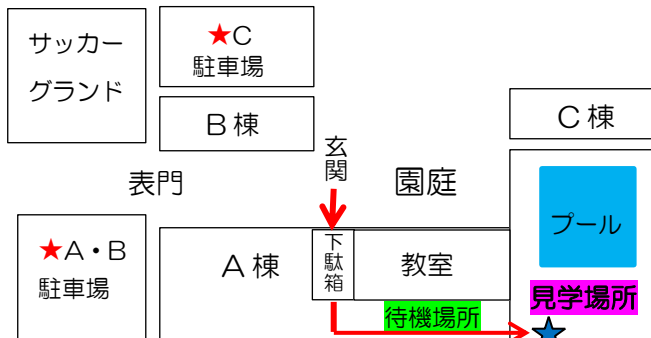 サッカー
グランド
★C
駐車場
B棟
C棟
表門
玄関
園庭
プール
★A・B
駐車場
A棟
下駄箱
教室
見学場所
待機場所